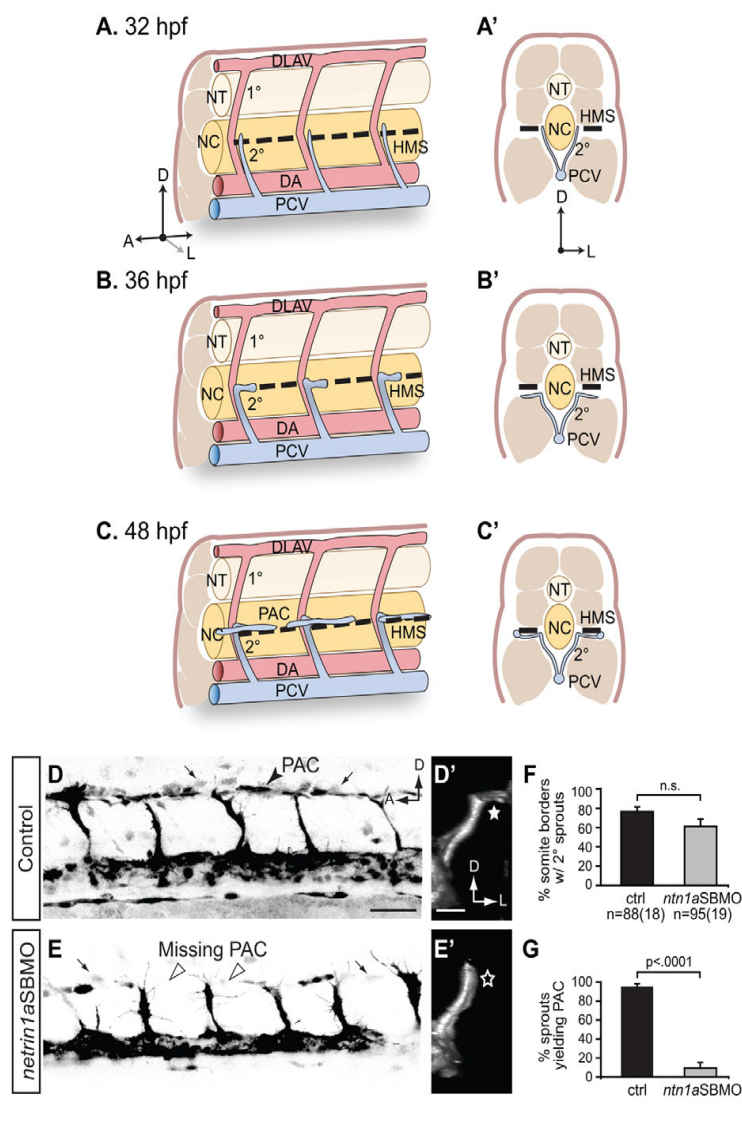 A. 32 hpf
A'
DLAV
NT
1°
NC
2°
HMS
DA
PCV
D
A
L
NT
HMS
NC
2°
PCV
D
L
B. 36 hpf
B'
DLAV
NT
1°
NC
2°
HMS
DA
PCV
NT
HMS
NC
2°
PCV
C. 48 hpf
C'
DLAV
NT
1°
PAC
NC
2°
HMS
DA
PCV
NT
HMS
NC
2°
PCV
Control
D
PAC
D
A
D'
D
L
F
n.s.
% somite borders
w/ 2° sprouts
100
80
60
40
20
0
ctrl
n=88(18)
ntn1aSBMO
n=95(19)
netrin1aSBMO
E
Missing PAC
E'
G
p<.0001
% sprouts
yielding PAC
100
80
60
40
20
0
ctrl
ntn1aSBMO